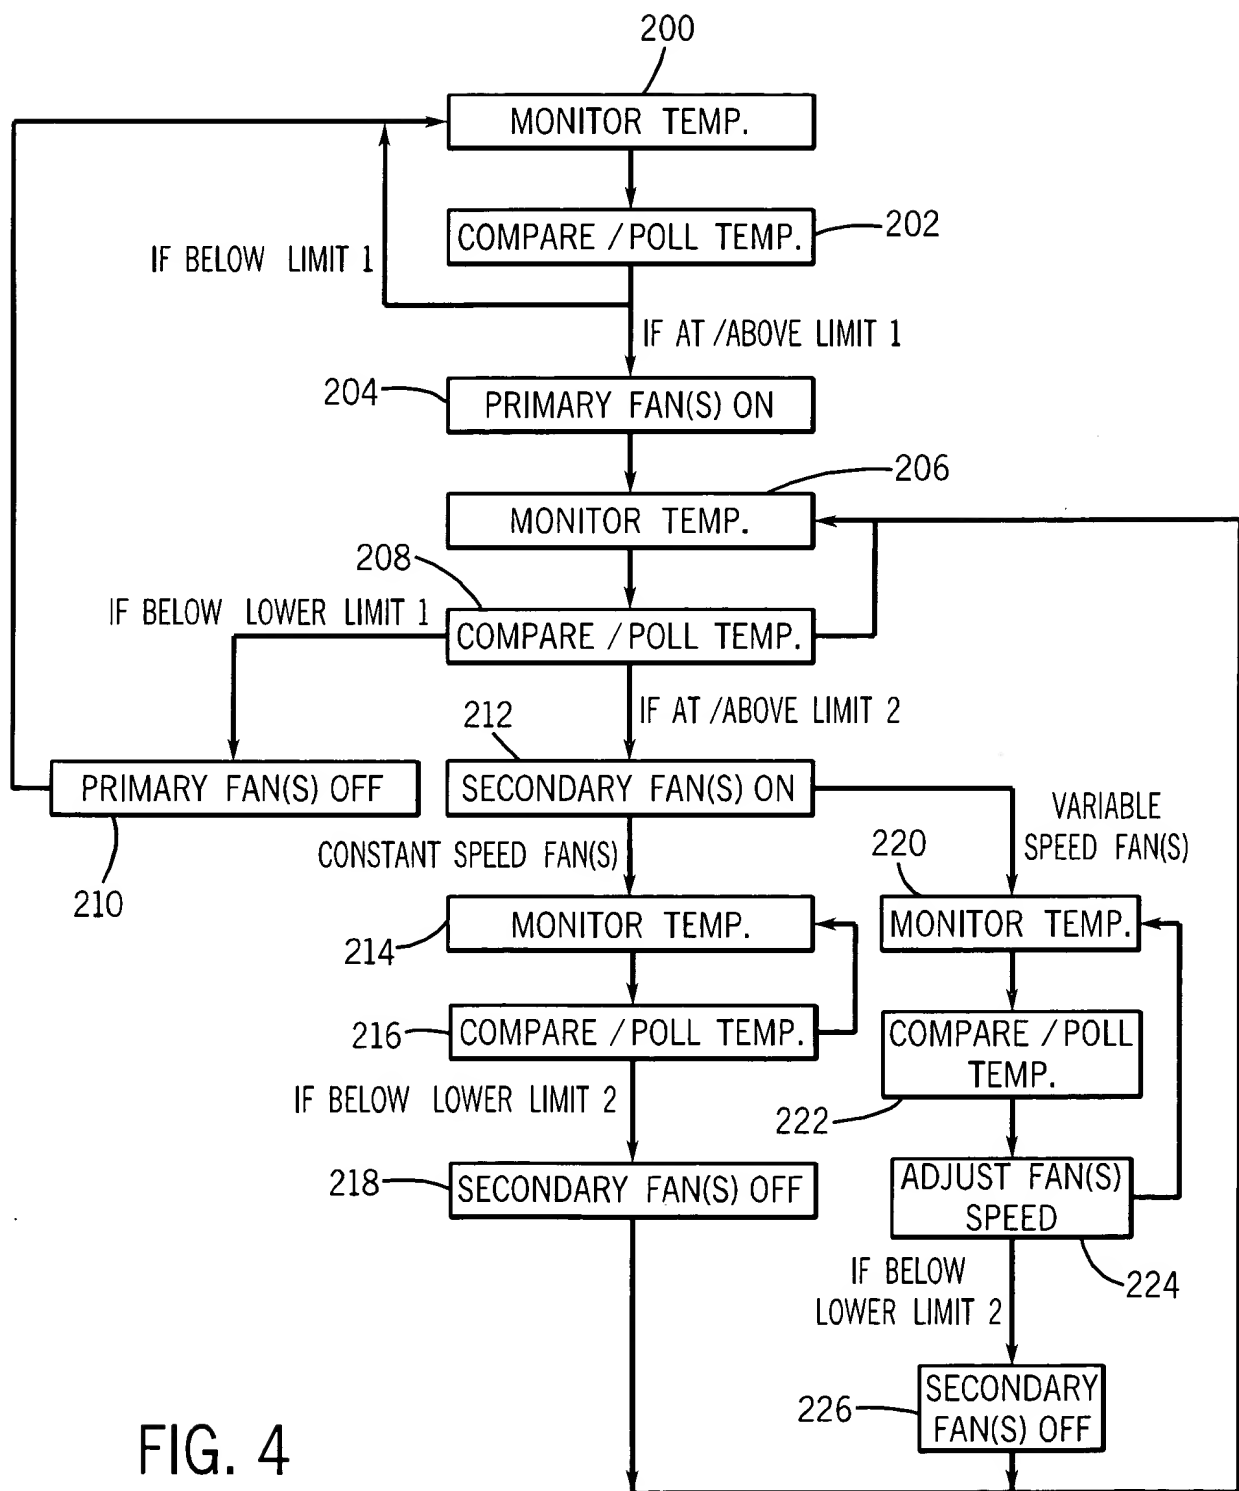 200
MONITOR TEMP.
COMPARE / POLL TEMP.
202
IF BELOW LIMIT 1
IF AT / ABOVE LIMIT 1
204
PRIMARY FAN(S) ON
206
MONITOR TEMP.
208
IF BELOW LOWER LIMIT 1
COMPARE / POLL TEMP.
IF AT / ABOVE LIMIT 2
212
PRIMARY FAN(S) OFF
SECONDARY FAN(S) ON
210
CONSTANT SPEED FAN(S)
VARIABLE
SPEED FAN(S)
220
MONITOR TEMP.
214
MONITOR TEMP.
216
COMPARE / POLL TEMP.
COMPARE / POLL
TEMP.
222
IF BELOW LOWER LIMIT 2
218
SECONDARY FAN(S) OFF
ADJUST FAN(S)
SPEED
224
IF BELOW
LOWER LIMIT 2
226
SECONDARY
FAN(S) OFF
FIG. 4